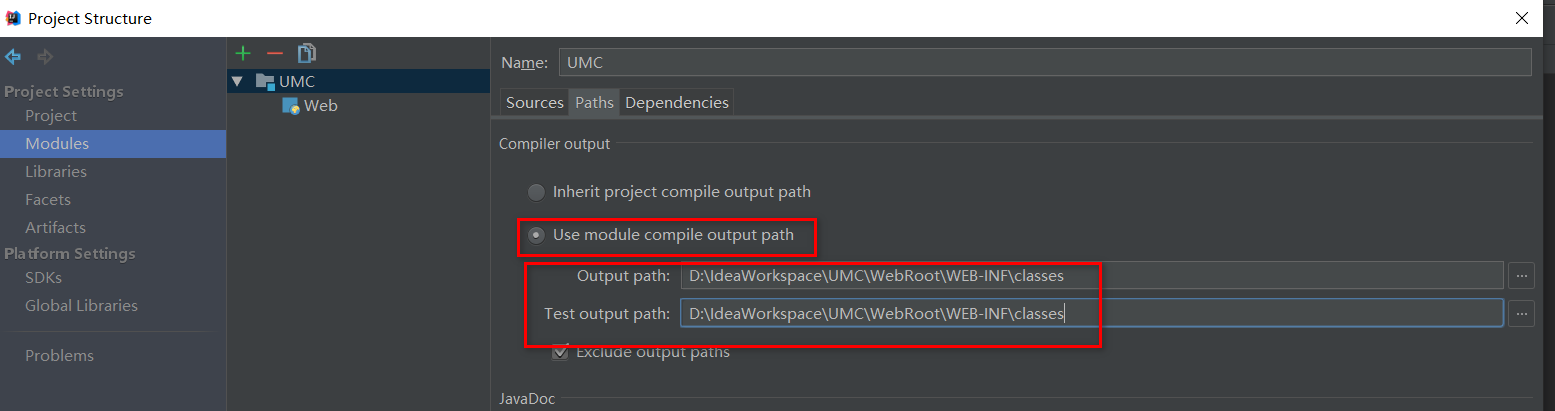 Project Structure
Project Settings
Project
Modules
Libraries
Facets
Artifacts
Platform Settings
SDKs
Global Libraries
Problems
UMC
Web
Name: UMC
Sources Paths Dependencies
Compiler output
Inherit project compile output path
Use module compile output path
Output path: D:\IdeaWorkspace\UMC\WebRoot\WEB-INF\classes ...
Test output path: D:\IdeaWorkspace\UMC\WebRoot\WEB-INF\classes ...
Exclude output paths
JavaDoc